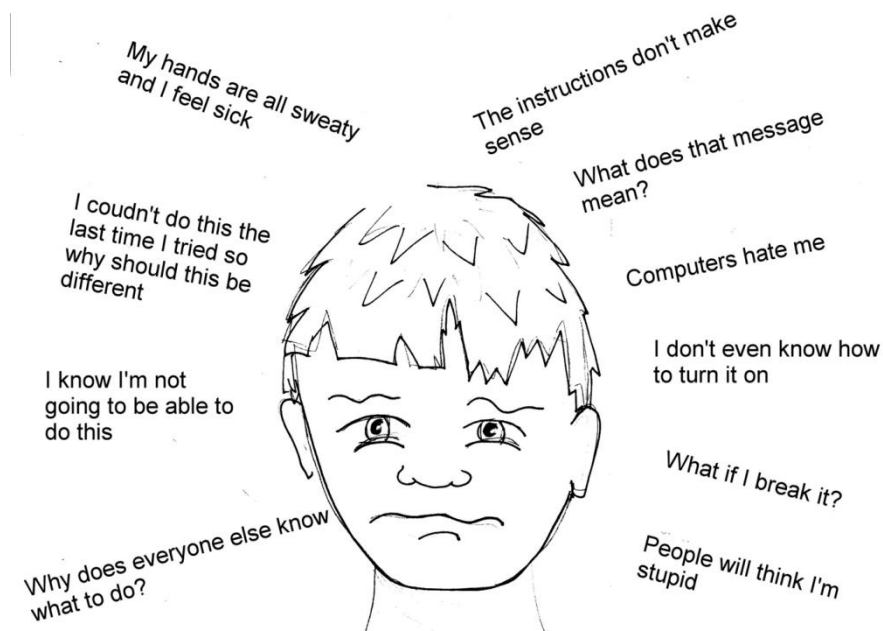 My hands are all sweaty
and I feel sick
The instructions don't make
sense
What does that message
mean?
I coudn't do this the
last time I tried so
why should this be
different
Computers hate me
I don't even know how
to turn it on
I know I'm not
going to be able to
do this
What if I break it?
Why does everyone else know
what to do?
People will think I'm
stupid